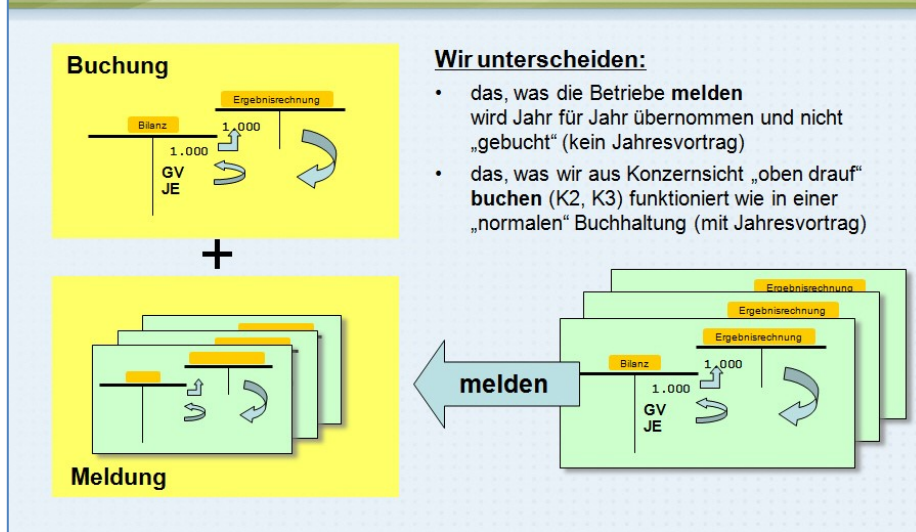 Buchung
Ergebnisrechnung
Bilanz
1.000
1.000
GV
JE
+
Meldung
Wir unterscheiden:
• das, was die Betriebe melden
wird Jahr für Jahr übernommen und nicht
„gebucht“ (kein Jahresvortrag)
• das, was wir aus Konzernsicht „oben drauf“
buchen (K2, K3) funktioniert wie in einer
„normalen“ Buchhaltung (mit Jahresvortrag)
melden
Ergebnisrechnung
Ergebnisrechnung
Ergebnisrechnung
Bilanz
1.000
1.000
GV
JE